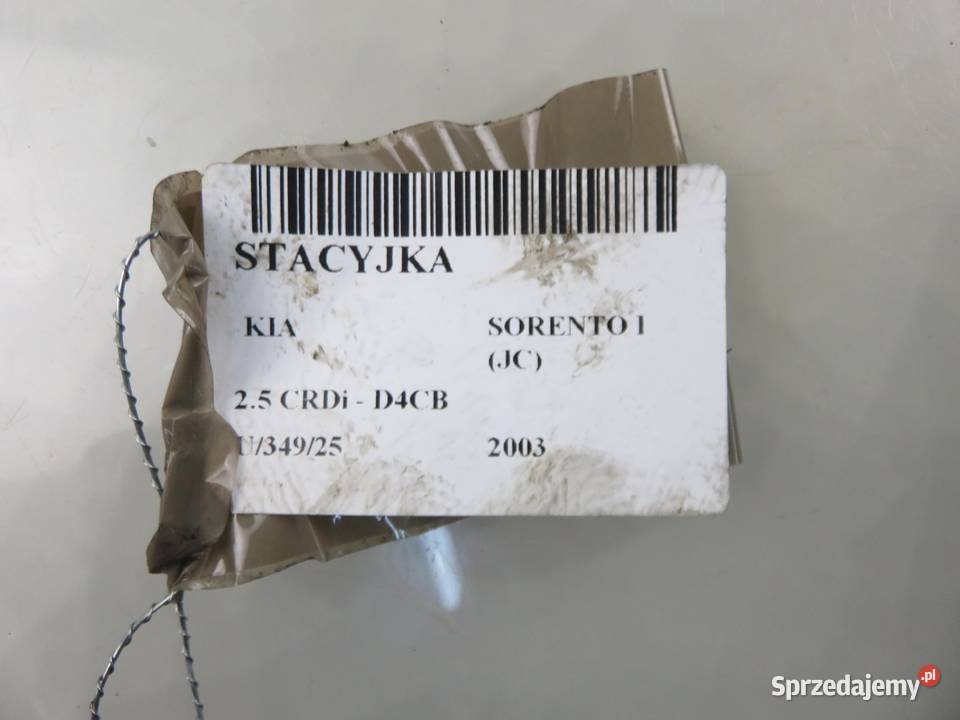 STACYJKA
KIA SORENTO I
(JC)
2.5 CRDi - D4CB
U/349/25 2003
Sprzedajemy.pl